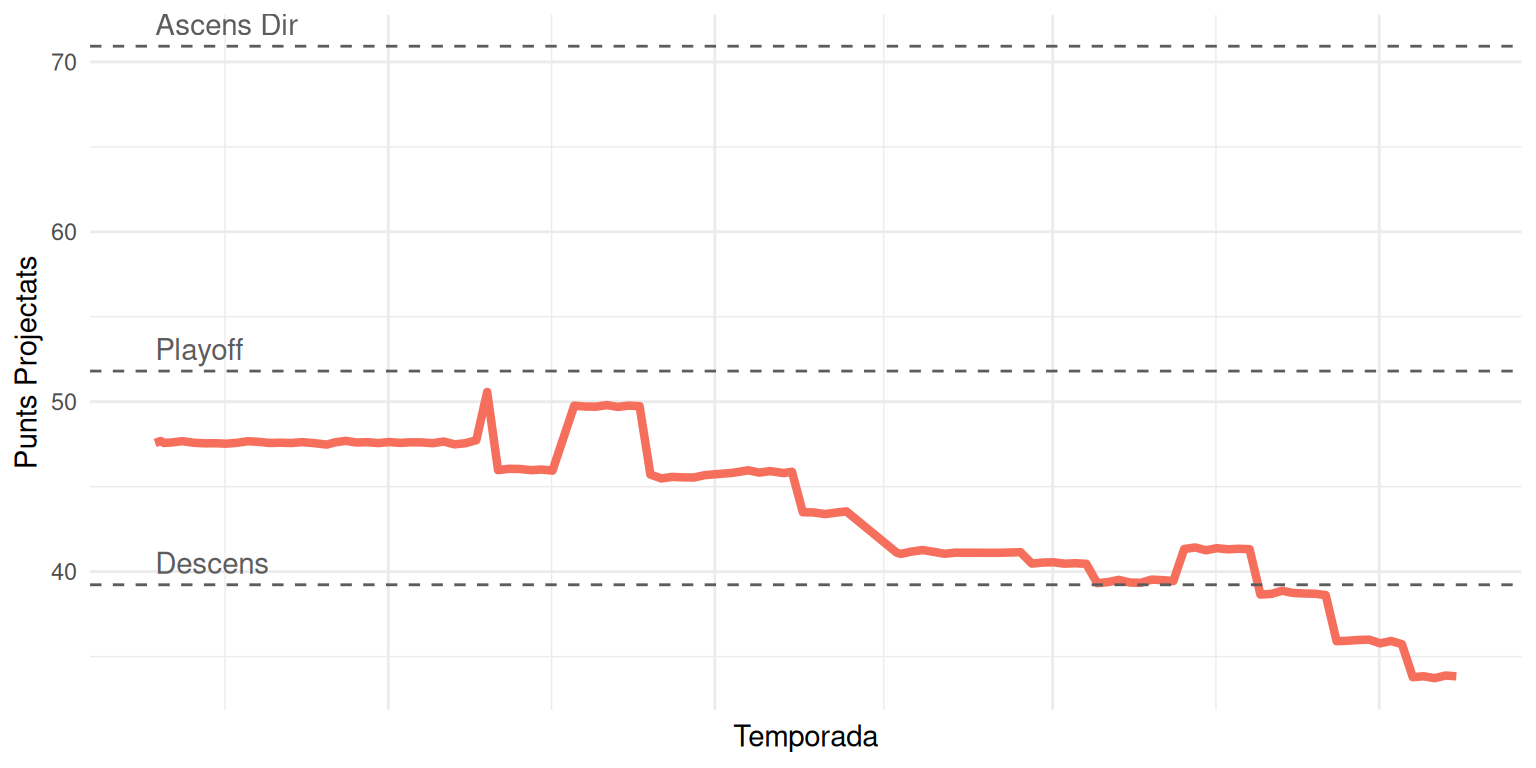 Ascens Dir
70
60
Playoff
50
Descens
40
Punts Projectats
Temporada